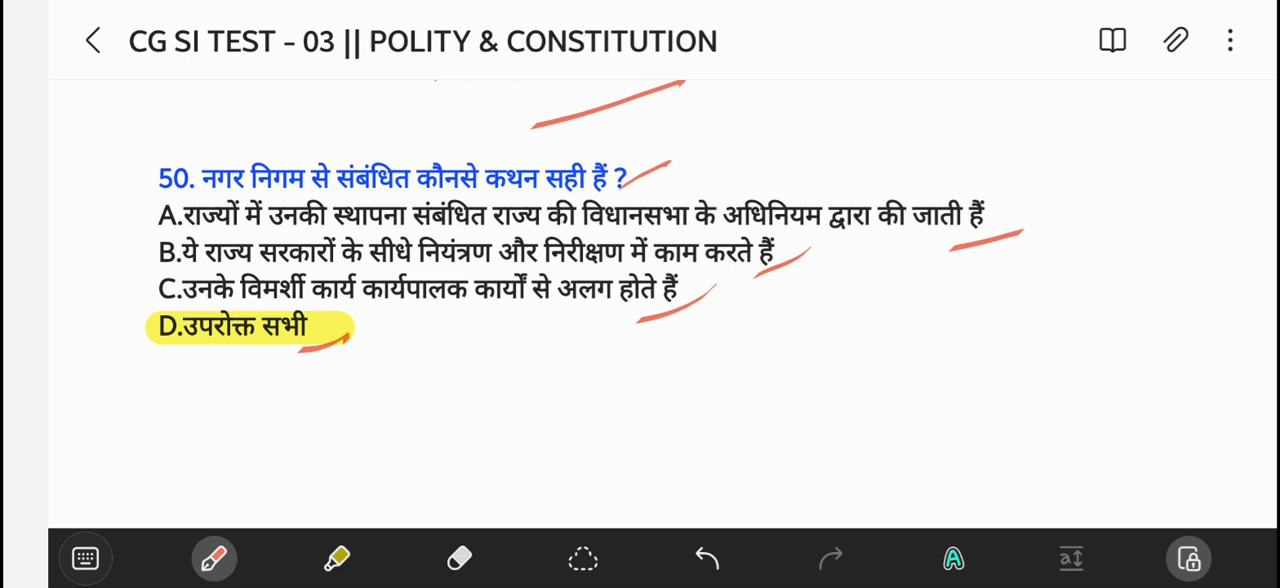 CG SI TEST - 03 || POLITY & CONSTITUTION
50. नगर निगम से संबंधित कौनसे कथन सही हैं ?
A.राज्यों में उनकी स्थापना संबंधित राज्य की विधानसभा के अधिनियम द्वारा की जाती हैं
B.ये राज्य सरकारों के सीधे नियंत्रण और निरीक्षण में काम करते हैं
C.उनके विमर्शी कार्य कार्यपालक कार्यों से अलग होते हैं
D.उपरोक्त सभी